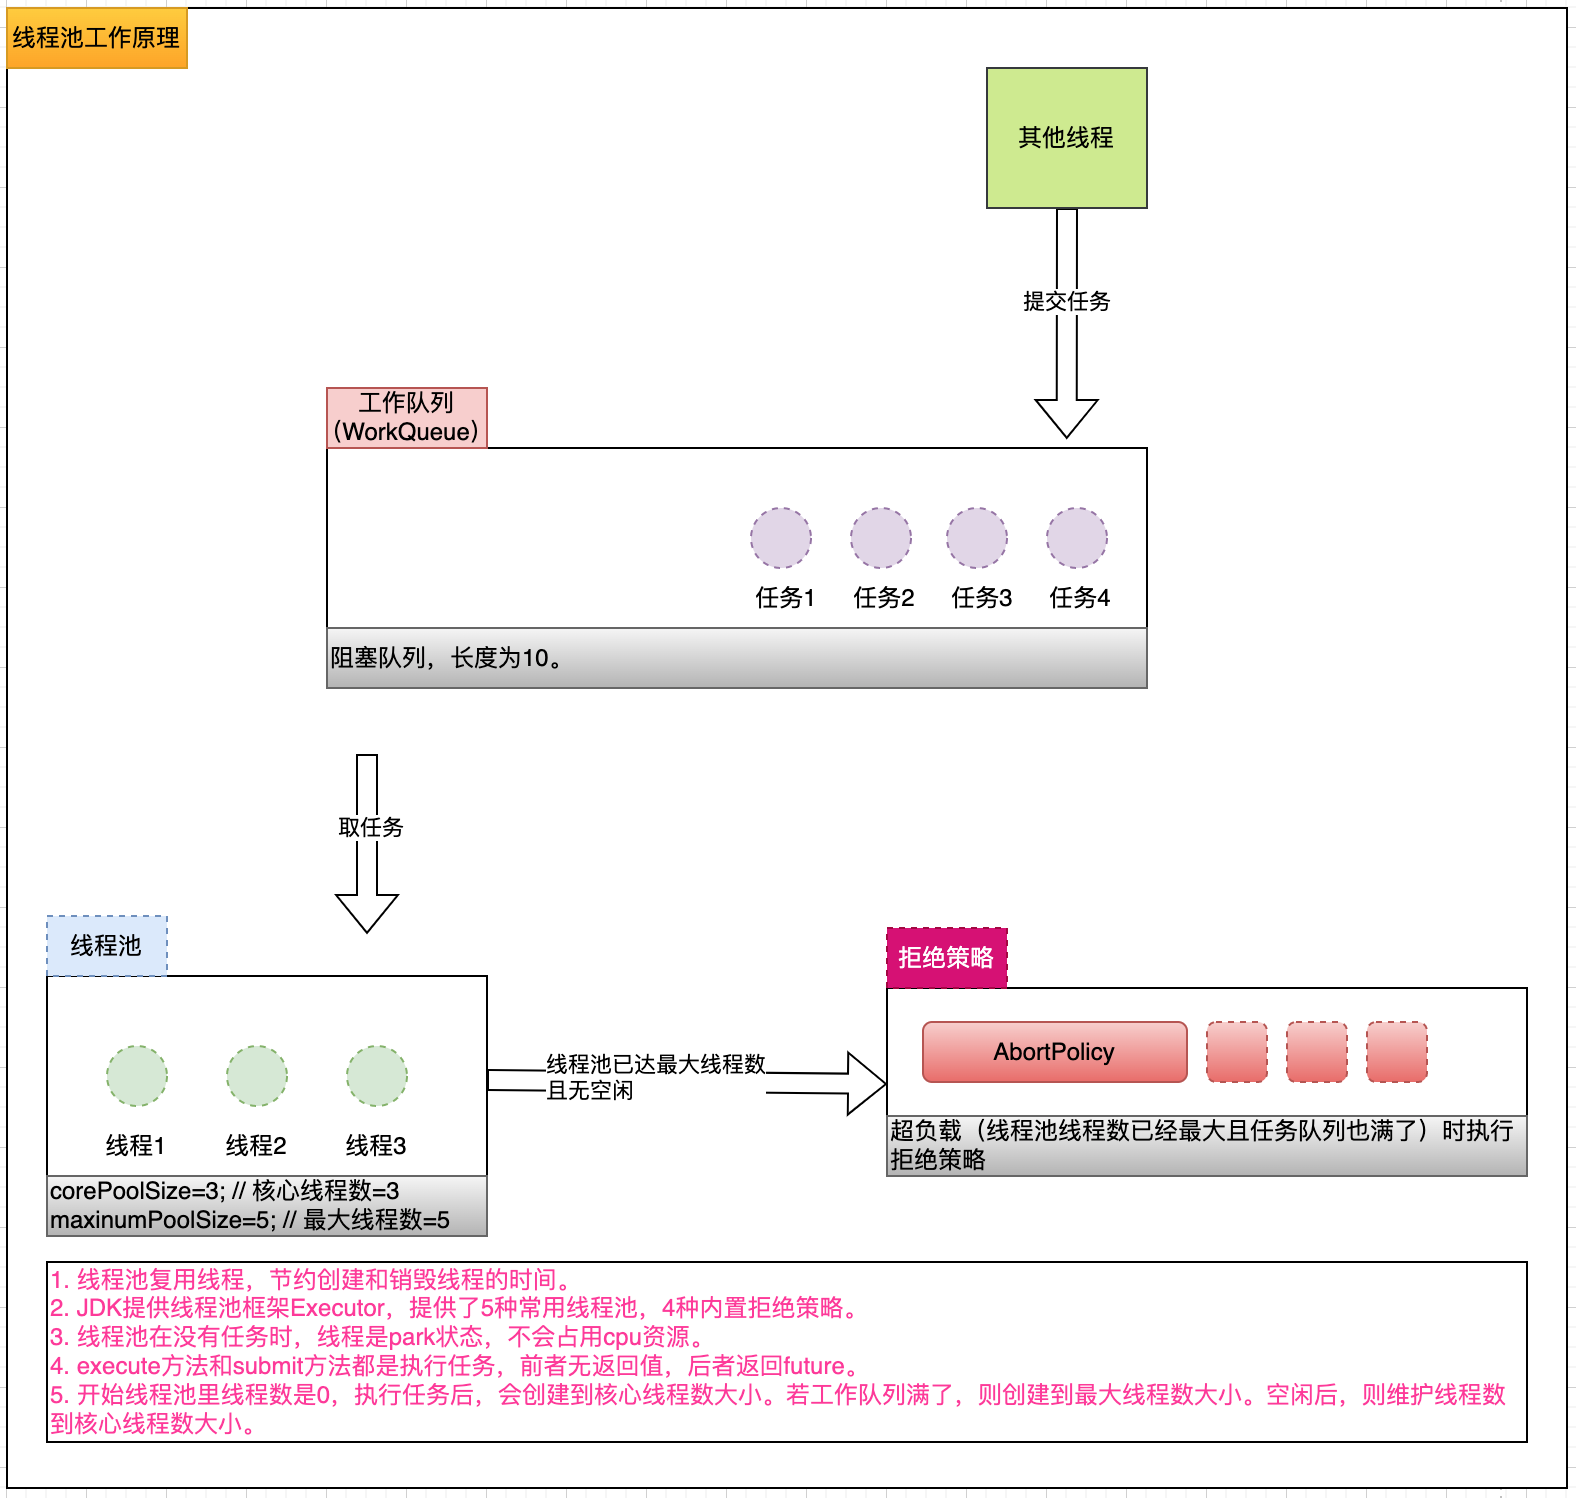 线程池工作原理
其他线程
提交任务
工作队列
（WorkQueue）
任务1 任务2 任务3 任务4
阻塞队列，长度为10。
取任务
线程池
线程1 线程2 线程3
corePoolSize=3; // 核心线程数=3
maxinumPoolSize=5; // 最大线程数=5
线程池已达最大线程数
且无空闲
拒绝策略
AbortPolicy
超负载（线程池线程数已经最大且任务队列也满了）时执行
拒绝策略
1. 线程池复用线程，节约创建和销毁线程的时间。
2. JDK提供线程池框架Executor，提供了5种常用线程池，4种内置拒绝策略。
3. 线程池在没有任务时，线程是park状态，不会占用cpu资源。
4. execute方法和submit方法都是执行任务，前者无返回值，后者返回future。
5. 开始线程池里线程数是0，执行任务后，会创建到核心线程数大小。若工作队列满了，则创建到最大线程数大小。空闲后，则维护线程数
到核心线程数大小。